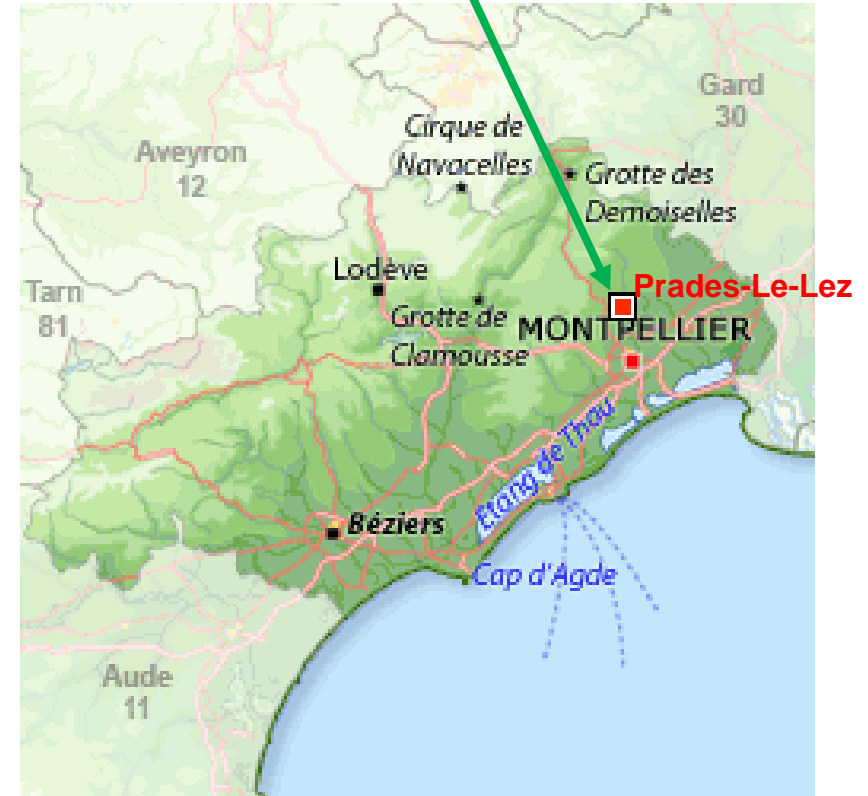 Gard
30
Cirque de
Navacelles
Aveyron
12
Grotte des
Demoiselles
Lodève
Prades-Le-Lez
Tarn
81
Grotte de
Clamousse
MONTPELLIER
Etang de Thau
Béziers
Cap d'Agde
Aude
11